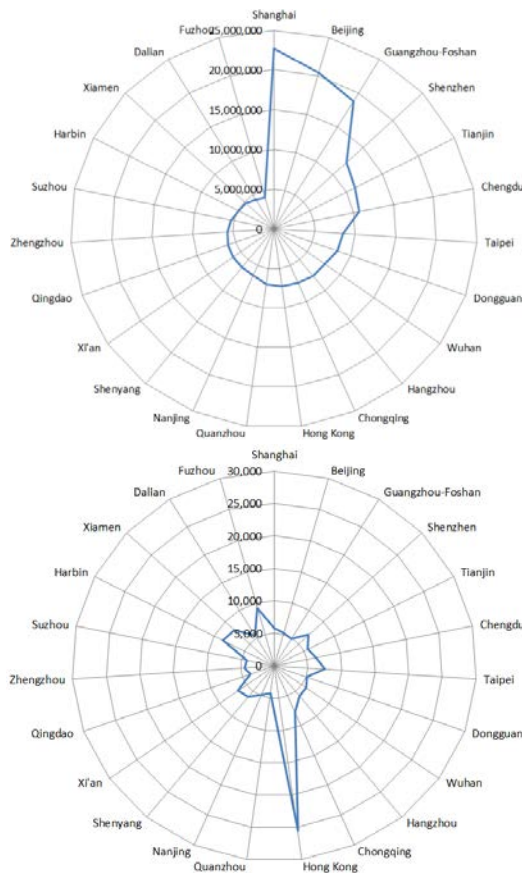 Shanghai
Fuzhou
25,000,000
Beijing
Dalian
Guangzhou-Foshan
20,000,000
Xiamen
Shenzhen
15,000,000
Harbin
Tianjin
10,000,000
Suzhou
5,000,000
Chengdu
Zhengzhou
0
Taipei
Qingdao
Dongguan
Xi'an
Wuhan
Shenyang
Hangzhou
Nanjing
Chongqing
Quanzhou
Hong Kong
Shanghai
Fuzhou
30,000
Beijing
Dalian
25,000
Guangzhou-Foshan
Xiamen
20,000
Shenzhen
15,000
Harbin
Tianjin
10,000
Suzhou
5,000
Chengdu
Zhengzhou
0
Taipei
Qingdao
Dongguan
Xi'an
Wuhan
Shenyang
Hangzhou
Nanjing
Chongqing
Quanzhou
Hong Kong